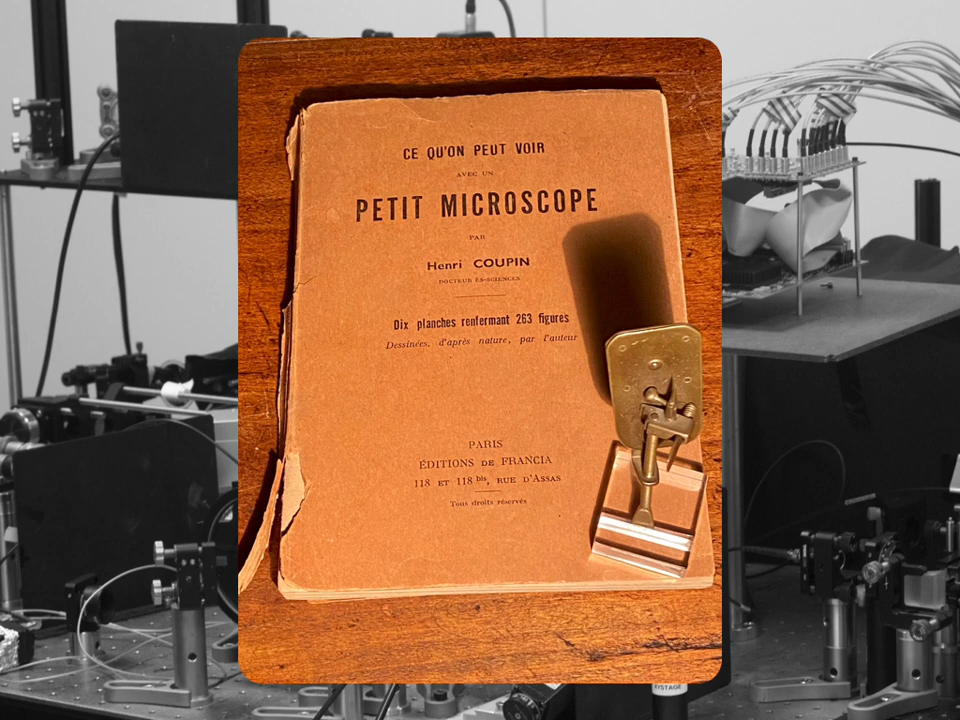 CE QU'ON PEUT VOIR
AVEC UN
PETIT MICROSCOPE
PAR
Henri COUPIN
DOCTEUR ÈS-SCIENCES
Dix planches renfermant 263 figures
Dessinées, d'après nature, par l'auteur
PARIS
ÉDITIONS DE FRANCIA
118 ET 118 bis, RUE D'ASSAS
Tous droits réservés